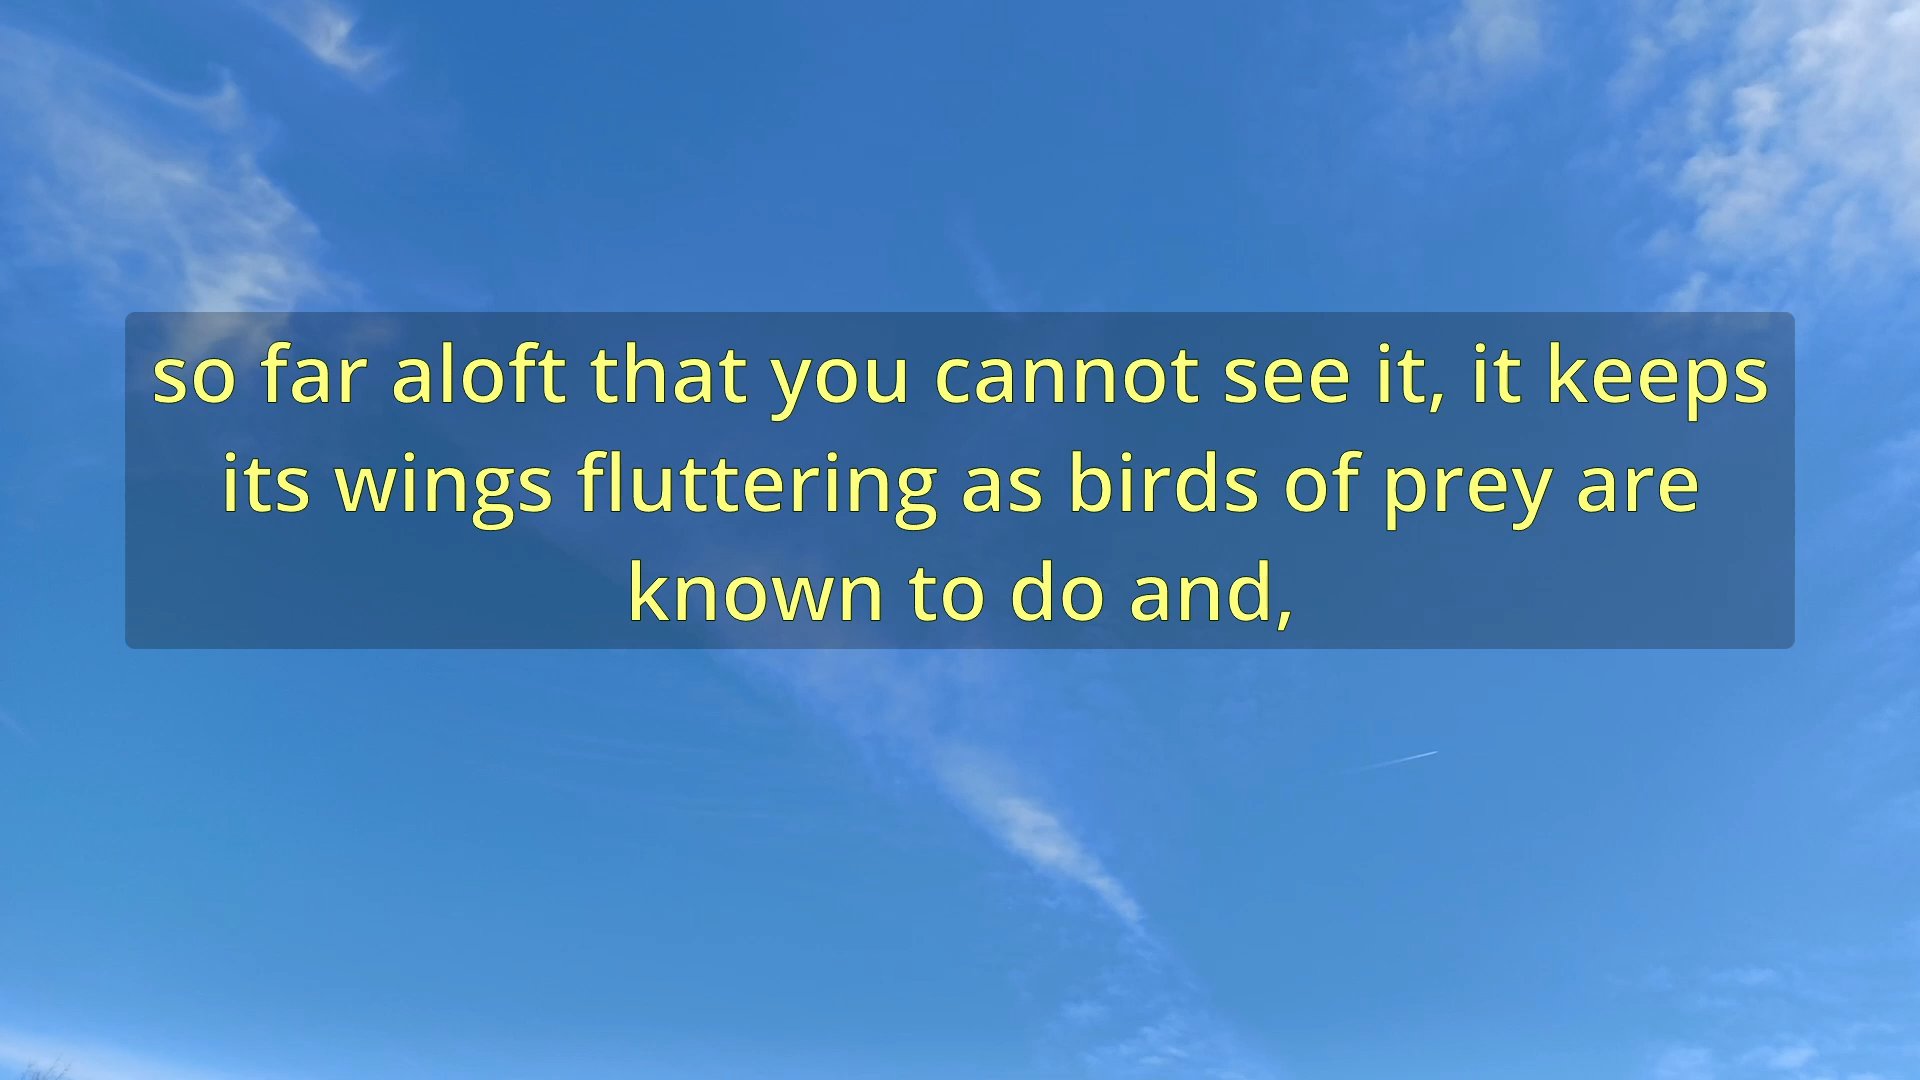 so far aloft that you cannot see it, it keeps
its wings fluttering as birds of prey are
known to do and,